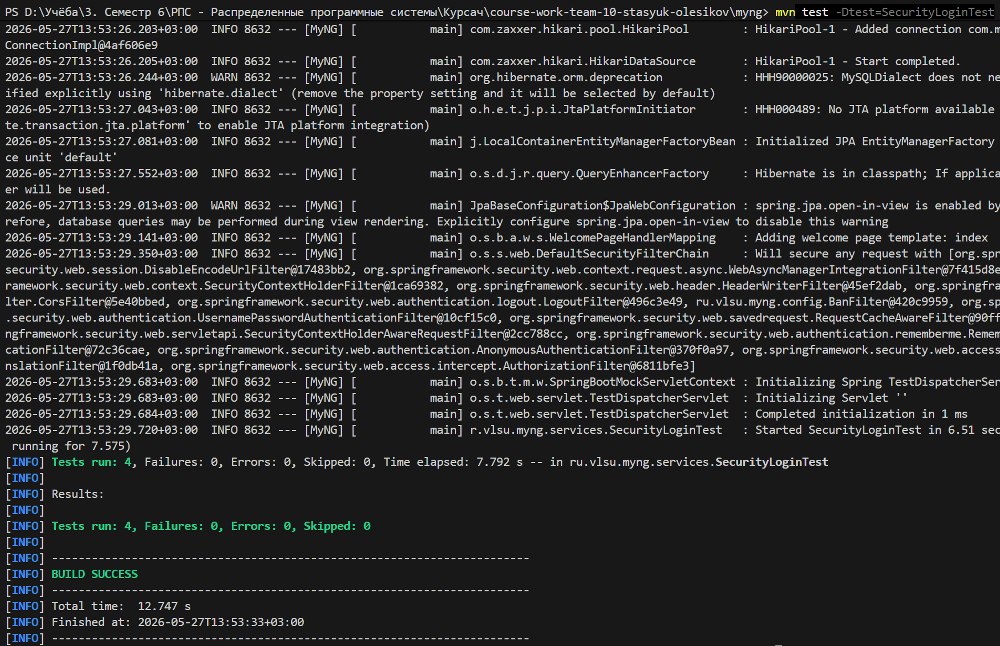 PS D:\Учёба\3. Семестр 6\РПС - Распределенные программные системы\Курсач\course-work-team-10-stasyuk-olesikov\myng> mvn test -Dtest=SecurityLoginTest
2026-05-27T13:53:26.203+03:00  INFO 8632 --- [MyNG] [           main] com.zaxxer.hikari.pool.HikariPool        : HikariPool-1 - Added connection com.m
ConnectionImpl@4af606e9
2026-05-27T13:53:26.205+03:00  INFO 8632 --- [MyNG] [           main] com.zaxxer.hikari.HikariDataSource       : HikariPool-1 - Start completed.
2026-05-27T13:53:26.244+03:00  WARN 8632 --- [MyNG] [           main] org.hibernate.orm.deprecation            : HHH90000025: MySQLDialect does not ne
ified explicitly using 'hibernate.dialect' (remove the property setting and it will be selected by default)
2026-05-27T13:53:27.043+03:00  INFO 8632 --- [MyNG] [           main] o.h.e.t.j.p.i.JtaPlatformInitiator       : HHH000489: No JTA platform available
te.transaction.jta.platform' to enable JTA platform integration)
2026-05-27T13:53:27.081+03:00  INFO 8632 --- [MyNG] [           main] j.LocalContainerEntityManagerFactoryBean : Initialized JPA EntityManagerFactory
ce unit 'default'
2026-05-27T13:53:27.552+03:00  INFO 8632 --- [MyNG] [           main] o.s.d.j.r.query.QueryEnhancerFactory     : Hibernate is in classpath; If applica
er will be used.
2026-05-27T13:53:29.013+03:00  WARN 8632 --- [MyNG] [           main] JpaBaseConfiguration$JpaWebConfiguration : spring.jpa.open-in-view is enabled by
refore, database queries may be performed during view rendering. Explicitly configure spring.jpa.open-in-view to disable this warning
2026-05-27T13:53:29.141+03:00  INFO 8632 --- [MyNG] [           main] o.s.b.a.w.s.WelcomePageHandlerMapping    : Adding welcome page template: index
2026-05-27T13:53:29.350+03:00  INFO 8632 --- [MyNG] [           main] o.s.s.web.DefaultSecurityFilterChain     : Will secure any request with [org.spr
security.web.session.DisableEncodeUrlFilter@17483bb2, org.springframework.security.web.context.request.async.WebAsyncManagerIntegrationFilter@7f415d8e
ramework.security.web.context.SecurityContextHolderFilter@1ca69382, org.springframework.security.web.header.HeaderWriterFilter@45ef2dab, org.springfra
lter.CorsFilter@5e40bbed, org.springframework.security.web.authentication.logout.LogoutFilter@496c3e49, ru.vlsu.myng.config.BanFilter@420c9959, org.sp
.security.web.authentication.UsernamePasswordAuthenticationFilter@10cf15c0, org.springframework.security.web.savedrequest.RequestCacheAwareFilter@90ff
ngframework.security.web.servletapi.SecurityContextHolderAwareRequestFilter@2cc788cc, org.springframework.security.web.authentication.rememberme.Remem
cationFilter@72c36cae, org.springframework.security.web.authentication.AnonymousAuthenticationFilter@370f0a97, org.springframework.security.web.access
nslationFilter@1f0db41a, org.springframework.security.web.access.intercept.AuthorizationFilter@6811bfe3]
2026-05-27T13:53:29.683+03:00  INFO 8632 --- [MyNG] [           main] o.s.b.t.m.w.SpringBootMockServletContext : Initializing Spring TestDispatcherSer
2026-05-27T13:53:29.683+03:00  INFO 8632 --- [MyNG] [           main] o.s.t.web.servlet.TestDispatcherServlet  : Initializing Servlet ''
2026-05-27T13:53:29.684+03:00  INFO 8632 --- [MyNG] [           main] o.s.t.web.servlet.TestDispatcherServlet  : Completed initialization in 1 ms
2026-05-27T13:53:29.720+03:00  INFO 8632 --- [MyNG] [           main] r.vlsu.myng.services.SecurityLoginTest   : Started SecurityLoginTest in 6.51 sec
 running for 7.575)
[INFO] Tests run: 4, Failures: 0, Errors: 0, Skipped: 0, Time elapsed: 7.792 s -- in ru.vlsu.myng.services.SecurityLoginTest
[INFO]
[INFO] Results:
[INFO]
[INFO] Tests run: 4, Failures: 0, Errors: 0, Skipped: 0
[INFO]
[INFO] ------------------------------------------------------------------------
[INFO] BUILD SUCCESS
[INFO] ------------------------------------------------------------------------
[INFO] Total time:  12.747 s
[INFO] Finished at: 2026-05-27T13:53:33+03:00
[INFO] ------------------------------------------------------------------------